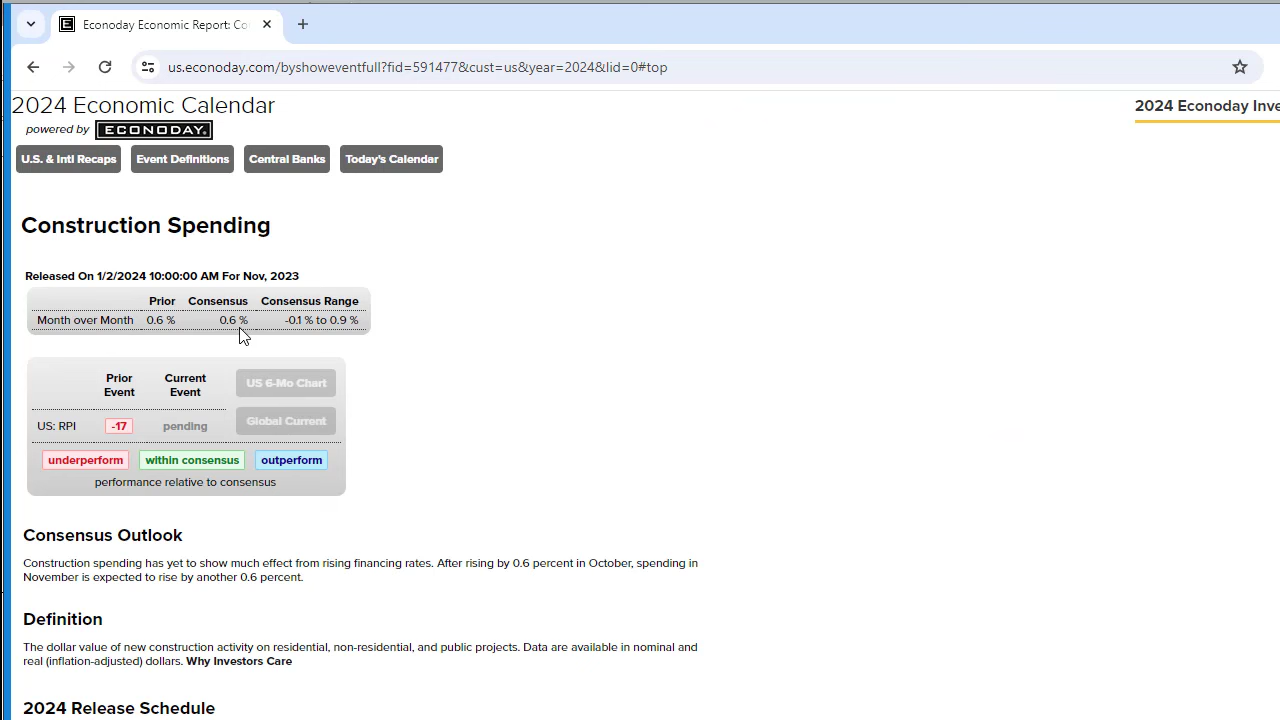 Econoday Economic Report: Co
us.econoday.com/byshoweventfull?fid=591477&cust=us&year=2024&lid=0#top
2024 Economic Calendar
2024 Econoday Inve
powered by ECONODAY
U.S. & Intl Recaps Event Definitions Central Banks Today's Calendar
Construction Spending
Released On 1/2/2024 10:00:00 AM For Nov, 2023
Prior Consensus Consensus Range
Month over Month 0.6 % 0.6 % -0.1 % to 0.9 %
Prior Event Current Event US 6-Mo Chart
Global Current
US: RPI -17 pending
underperform within consensus outperform
performance relative to consensus
Consensus Outlook
Construction spending has yet to show much effect from rising financing rates. After rising by 0.6 percent in October, spending in
November is expected to rise by another 0.6 percent.
Definition
The dollar value of new construction activity on residential, non-residential, and public projects. Data are available in nominal and
real (inflation-adjusted) dollars. Why Investors Care
2024 Release Schedule